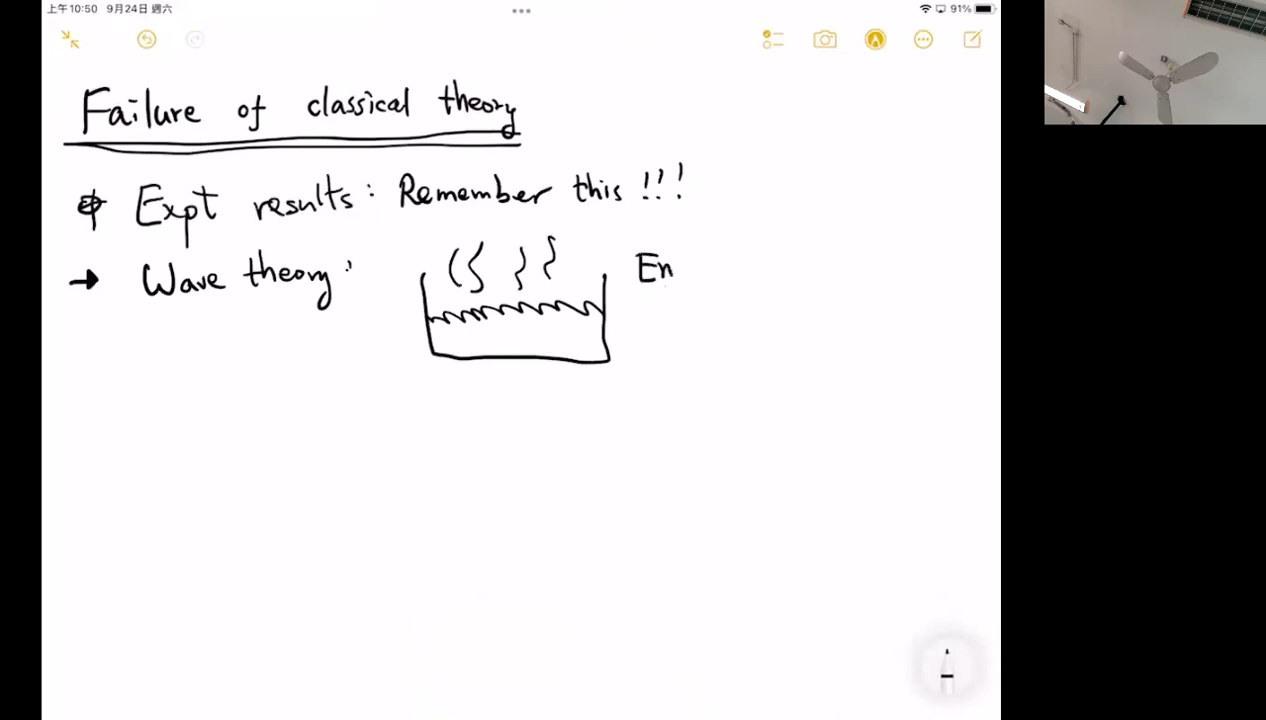 上午10:50 9月24日 週六 91%
Failure of classical theory
Expt results: Remember this !!!
→ Wave theory: En